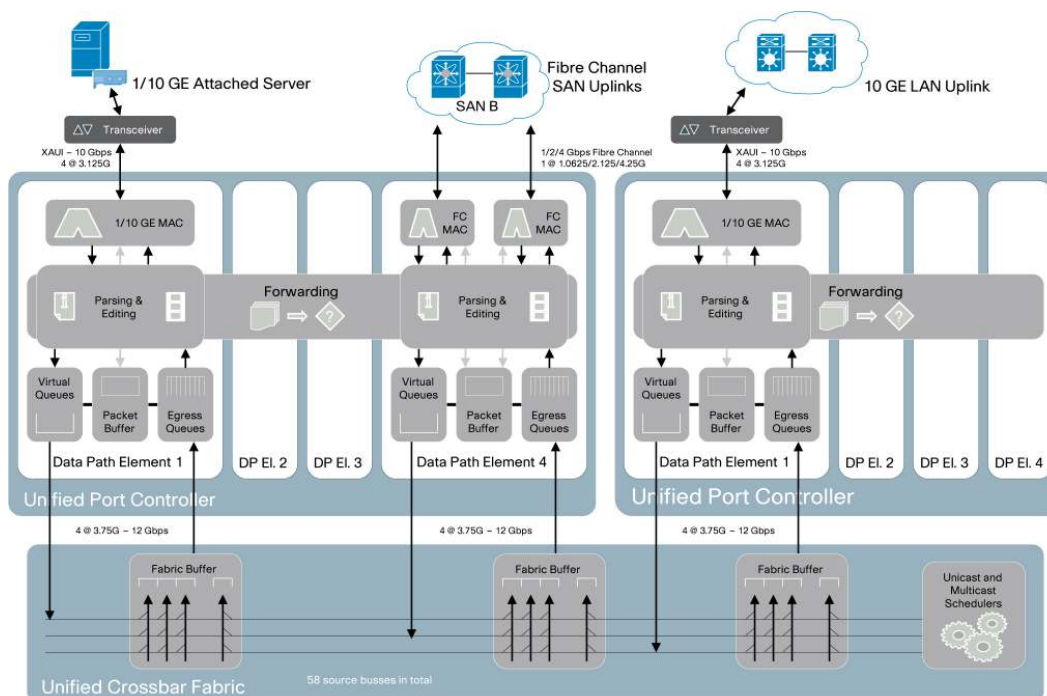 1/10 GE Attached Server
Fibre Channel
SAN Uplinks
SAN B
10 GE LAN Uplink
Transceiver
Transceiver
XAUI – 10 Gbps
4 @ 3.125G
1/2/4 Gbps Fibre Channel
1 @ 1.0625/2.125/4.25G
XAUI – 10 Gbps
4 @ 3.125G
1/10 GE MAC
FC
MAC
FC
MAC
1/10 GE MAC
Parsing &
Editing
Forwarding
?
Parsing &
Editing
Parsing &
Editing
Forwarding
?
Virtual
Queues
Packet
Buffer
Egress
Queues
Virtual
Queues
Packet
Buffer
Egress
Queues
Virtual
Queues
Packet
Buffer
Egress
Queues
Data Path Element 1
DP El. 2
DP El. 3
Data Path Element 4
Data Path Element 1
DP El. 2
DP El. 3
DP El. 4
Unified Port Controller
Unified Port Controller
4 @ 3.75G – 12 Gbps
4 @ 3.75G – 12 Gbps
4 @ 3.75G – 12 Gbps
Fabric Buffer
Fabric Buffer
Fabric Buffer
Unicast and
Multicast
Schedulers
Unified Crossbar Fabric
58 source busses in total